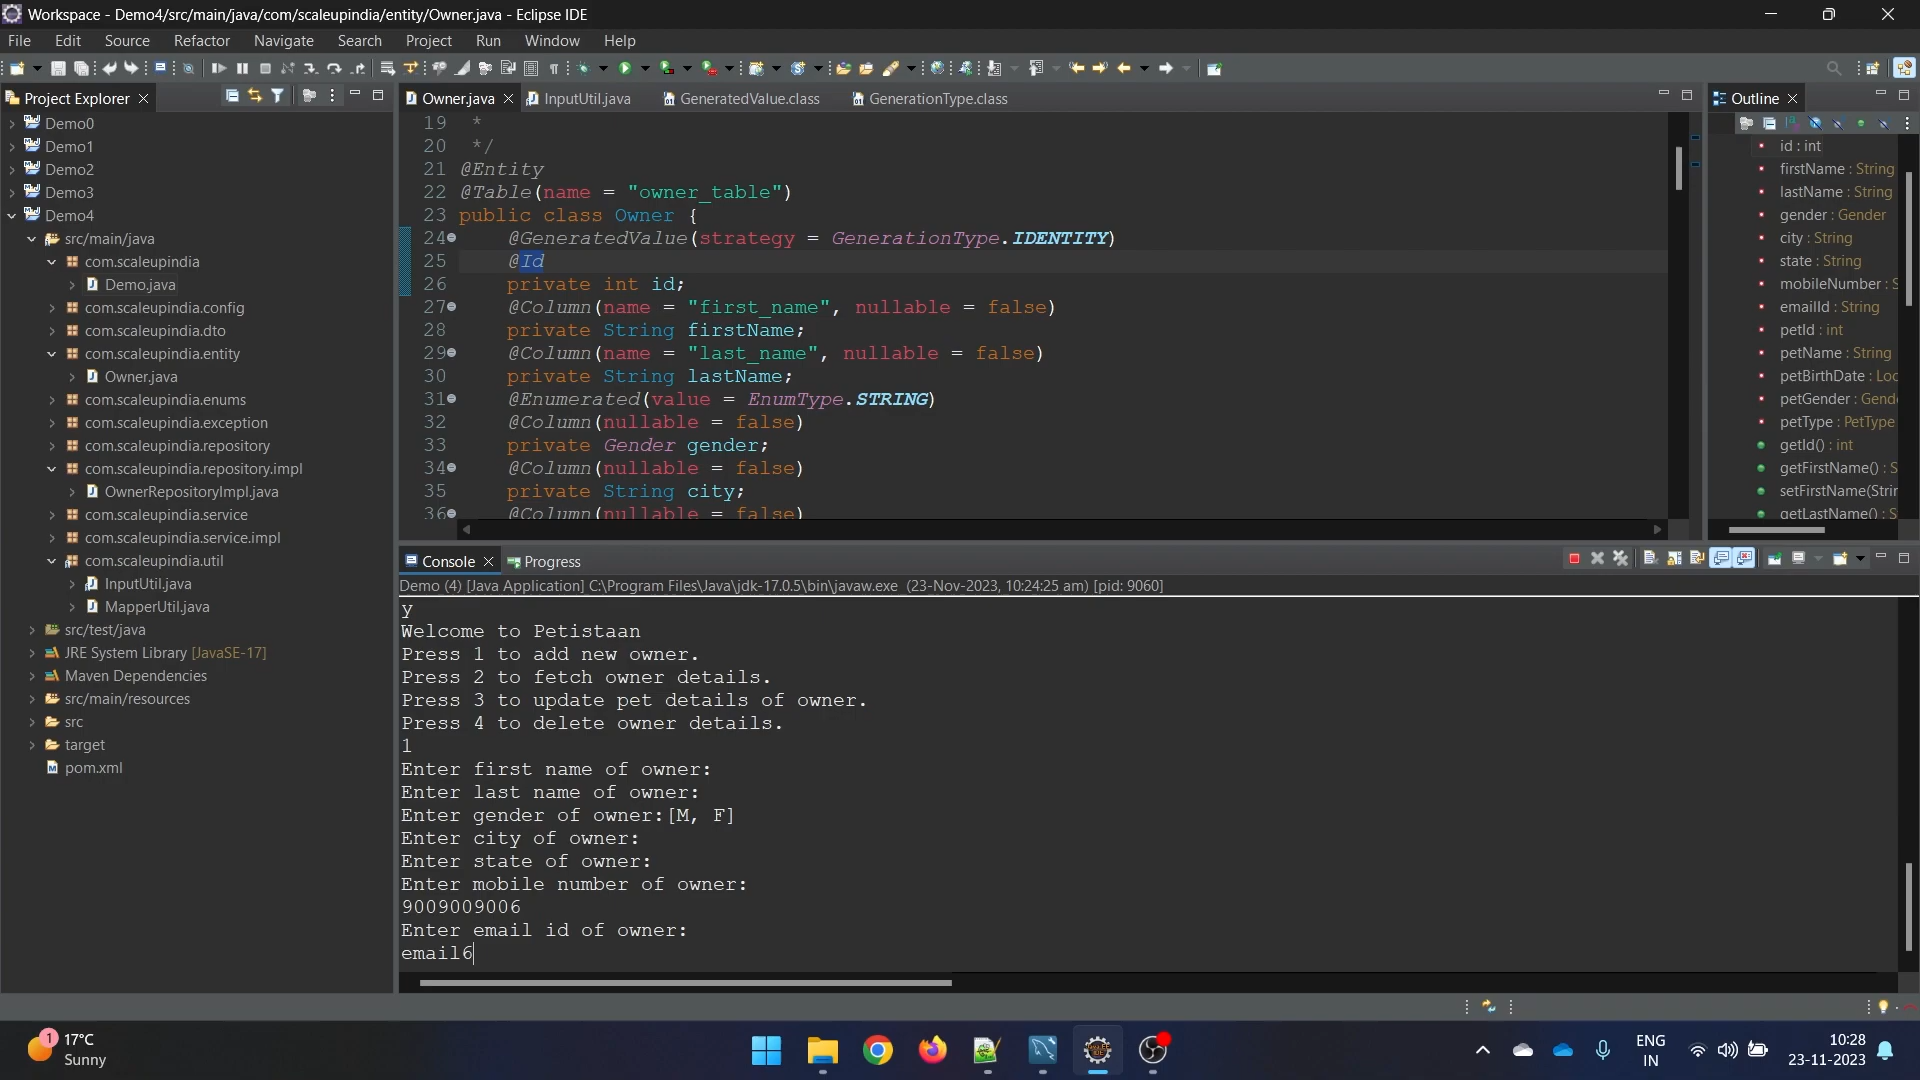 Workspace - Demo4/src/main/java/com/scaleupindia/entity/Owner.java - Eclipse IDE
File Edit Source Refactor Navigate Search Project Run Window Help
Project Explorer
Demo0
Demo1
Demo2
Demo3
Demo4
src/main/java
com.scaleupindia
Demo.java
com.scaleupindia.config
com.scaleupindia.dto
com.scaleupindia.entity
Owner.java
com.scaleupindia.enums
com.scaleupindia.exception
com.scaleupindia.repository
com.scaleupindia.repository.impl
OwnerRepositoryImpl.java
com.scaleupindia.service
com.scaleupindia.service.impl
com.scaleupindia.util
InputUtil.java
MapperUtil.java
src/test/java
JRE System Library [JavaSE-17]
Maven Dependencies
src/main/resources
src
target
pom.xml
Owner.java InputUtil.java GeneratedValue.class GenerationType.class
19 *
20 */
21 @Entity
22 @Table(name = "owner_table")
23 public class Owner {
24 @GeneratedValue(strategy = GenerationType.IDENTITY)
25 @Id
26 private int id;
27 @Column(name = "first_name", nullable = false)
28 private String firstName;
29 @Column(name = "last_name", nullable = false)
30 private String lastName;
31 @Enumerated(value = EnumType.STRING)
32 @Column(nullable = false)
33 private Gender gender;
34 @Column(nullable = false)
35 private String city;
36 @Column(nullable = false)
Outline
id : int
firstName : String
lastName : String
gender : Gender
city : String
state : String
mobileNumber : S
emailId : String
petId : int
petName : String
petBirthDate : Loc
petGender : Gend
petType : PetType
getId() : int
getFirstName() : S
setFirstName(Strin
getLastName() : S
Console Progress
Demo (4) [Java Application] C:\Program Files\Java\jdk-17.0.5\bin\javaw.exe (23-Nov-2023, 10:24:25 am) [pid: 9060]
y
Welcome to Petistaan
Press 1 to add new owner.
Press 2 to fetch owner details.
Press 3 to update pet details of owner.
Press 4 to delete owner details.
1
Enter first name of owner:
Enter last name of owner:
Enter gender of owner:[M, F]
Enter city of owner:
Enter state of owner:
Enter mobile number of owner:
9009009006
Enter email id of owner:
email6
1
17°C
Sunny
ENG
IN
10:28
23-11-2023